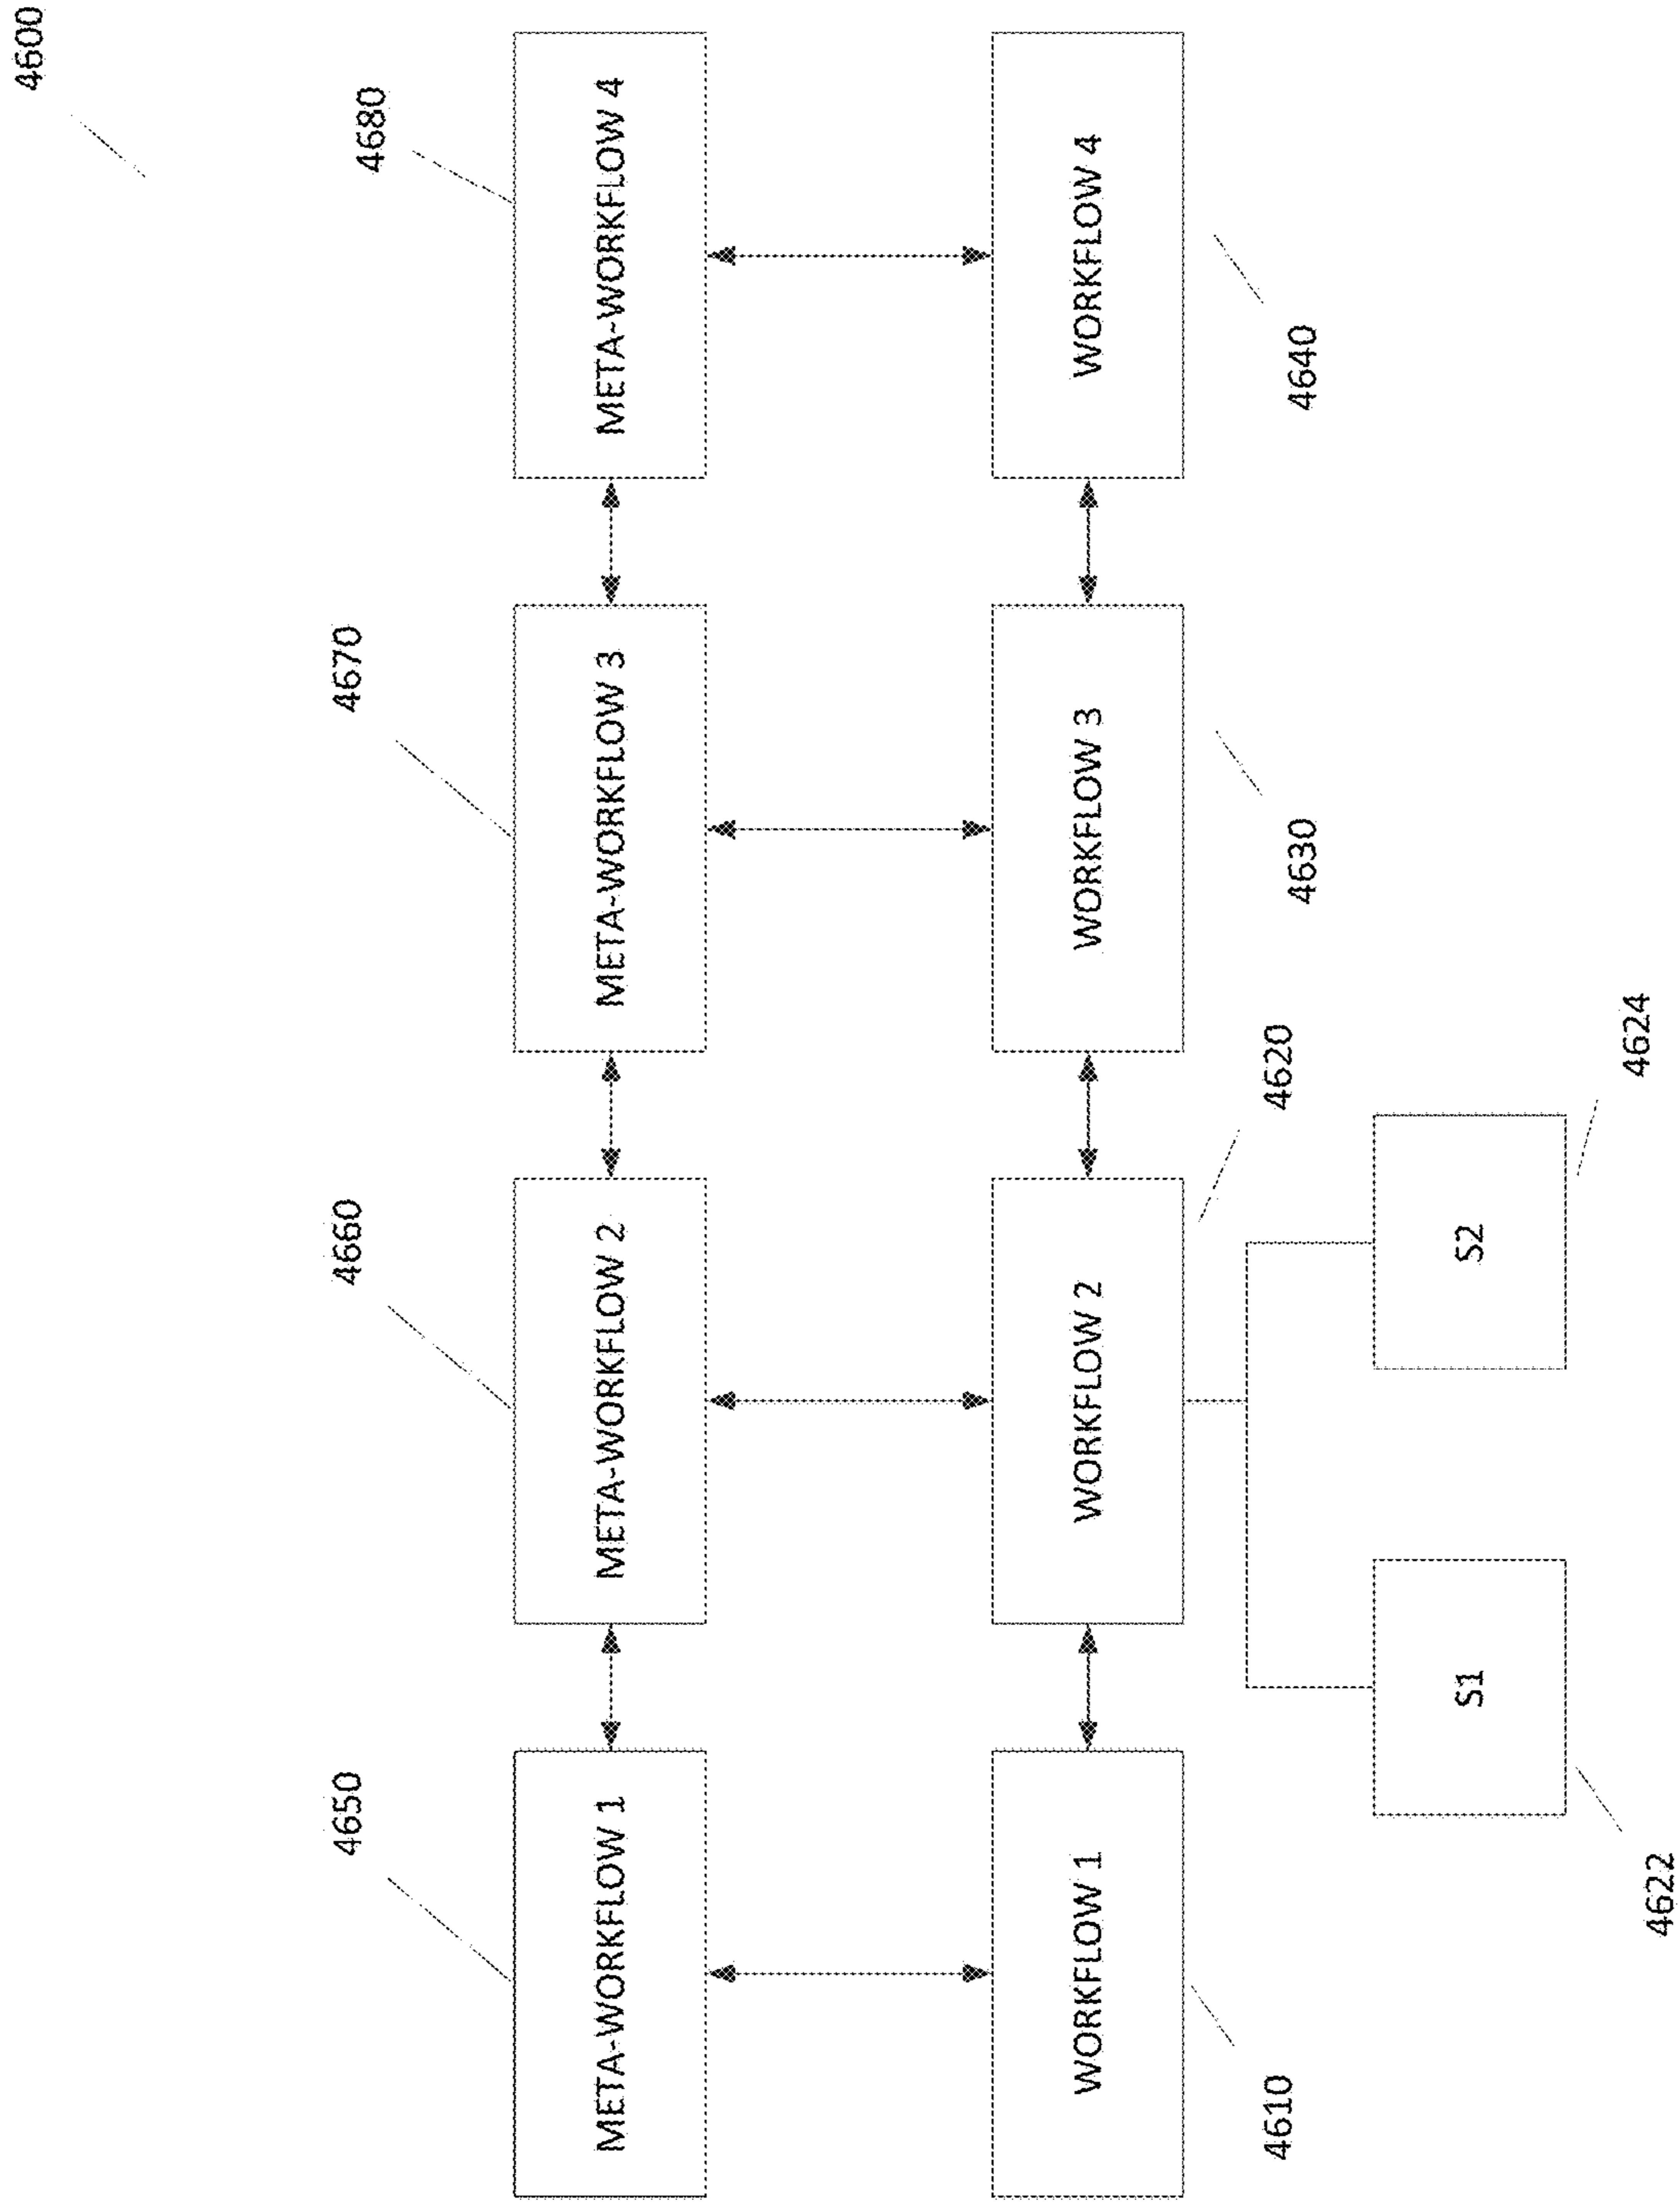 4600
4650
4660
4670
4680
META-WORKFLOW 1
META-WORKFLOW 2
META-WORKFLOW 3
META-WORKFLOW 4
WORKFLOW 1
WORKFLOW 2
WORKFLOW 3
WORKFLOW 4
4610
4620
4630
4640
S1
S2
4622
4624